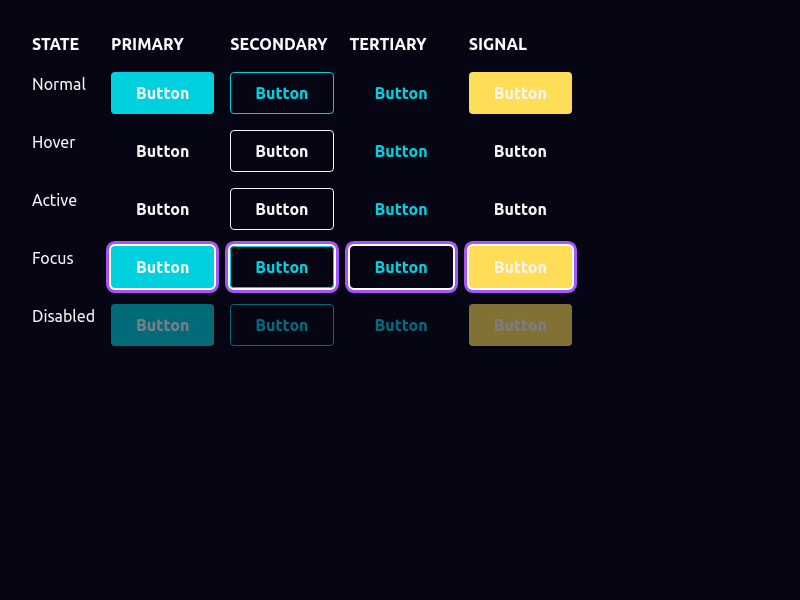 STATE PRIMARY SECONDARY TERTIARY SIGNAL
Normal Button Button Button Button
Hover Button Button Button Button
Active Button Button Button Button
Focus Button Button Button Button
Disabled Button Button Button Button